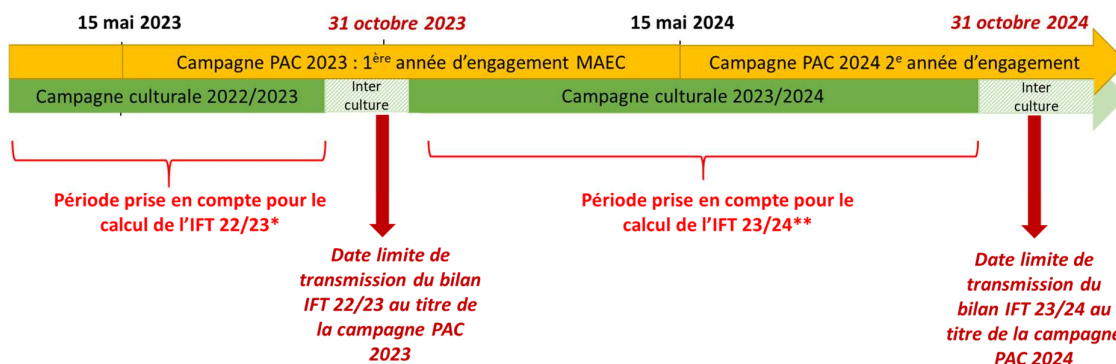 15 mai 2023
31 octobre 2023
15 mai 2024
31 octobre 2024
Campagne PAC 2023 : 1ère année d'engagement MAEC
Campagne PAC 2024 2e année d'engagement
Campagne culturale 2022/2023
Inter
culture
Campagne culturale 2023/2024
Inter
culture
Période prise en compte pour le
calcul de l'IFT 22/23*
Période prise en compte pour le
calcul de l'IFT 23/24**
Date limite de
transmission du bilan
IFT 22/23 au titre de
la campagne PAC
2023
Date limite de
transmission du
bilan IFT 23/24 au
titre de la campagne
PAC 2024